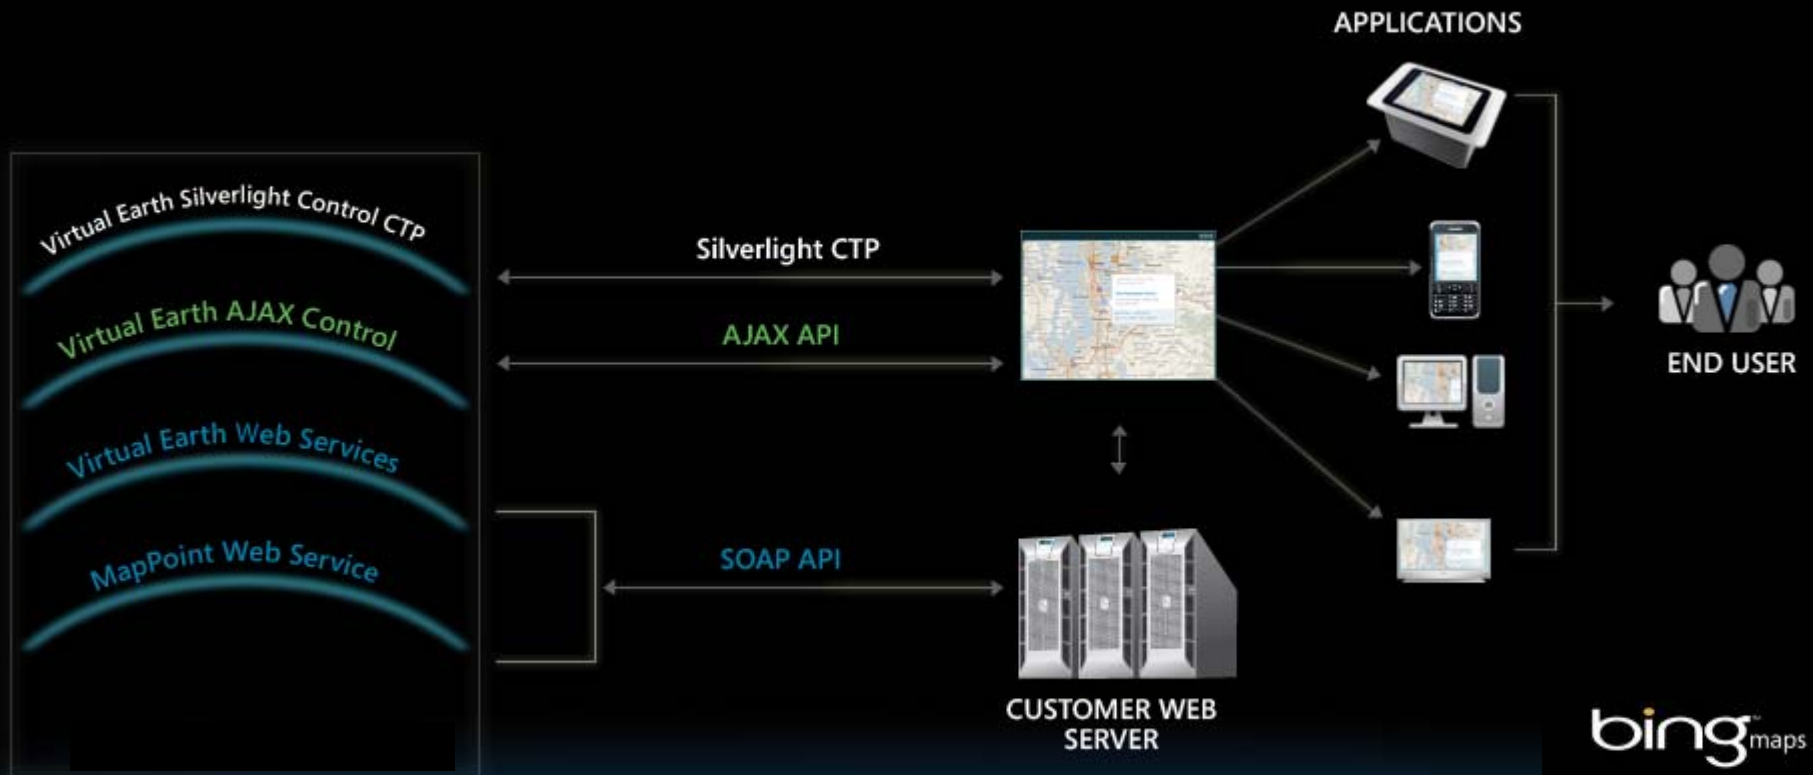 APPLICATIONS
Virtual Earth Silverlight Control CTP
Silverlight CTP
Virtual Earth AJAX Control
AJAX API
END USER
Virtual Earth Web Services
MapPoint Web Service
SOAP API
CUSTOMER WEB
SERVER
bing maps